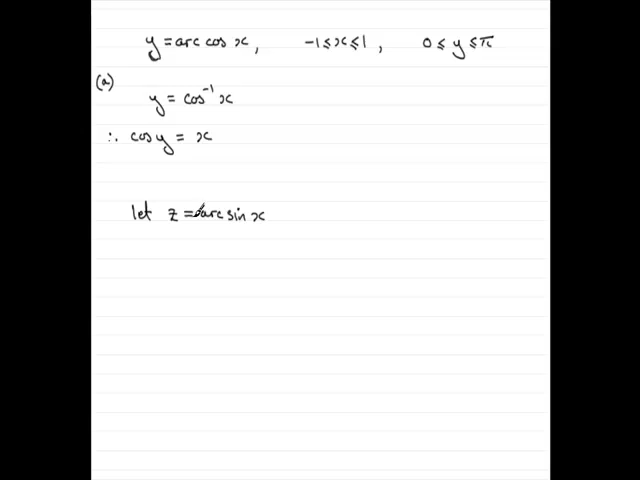 y = arc cos x, -1 ≤ x ≤ 1, 0 ≤ y ≤ π
(a)
y = cos⁻¹ x
∴ cos y = x
let z = arc sin x